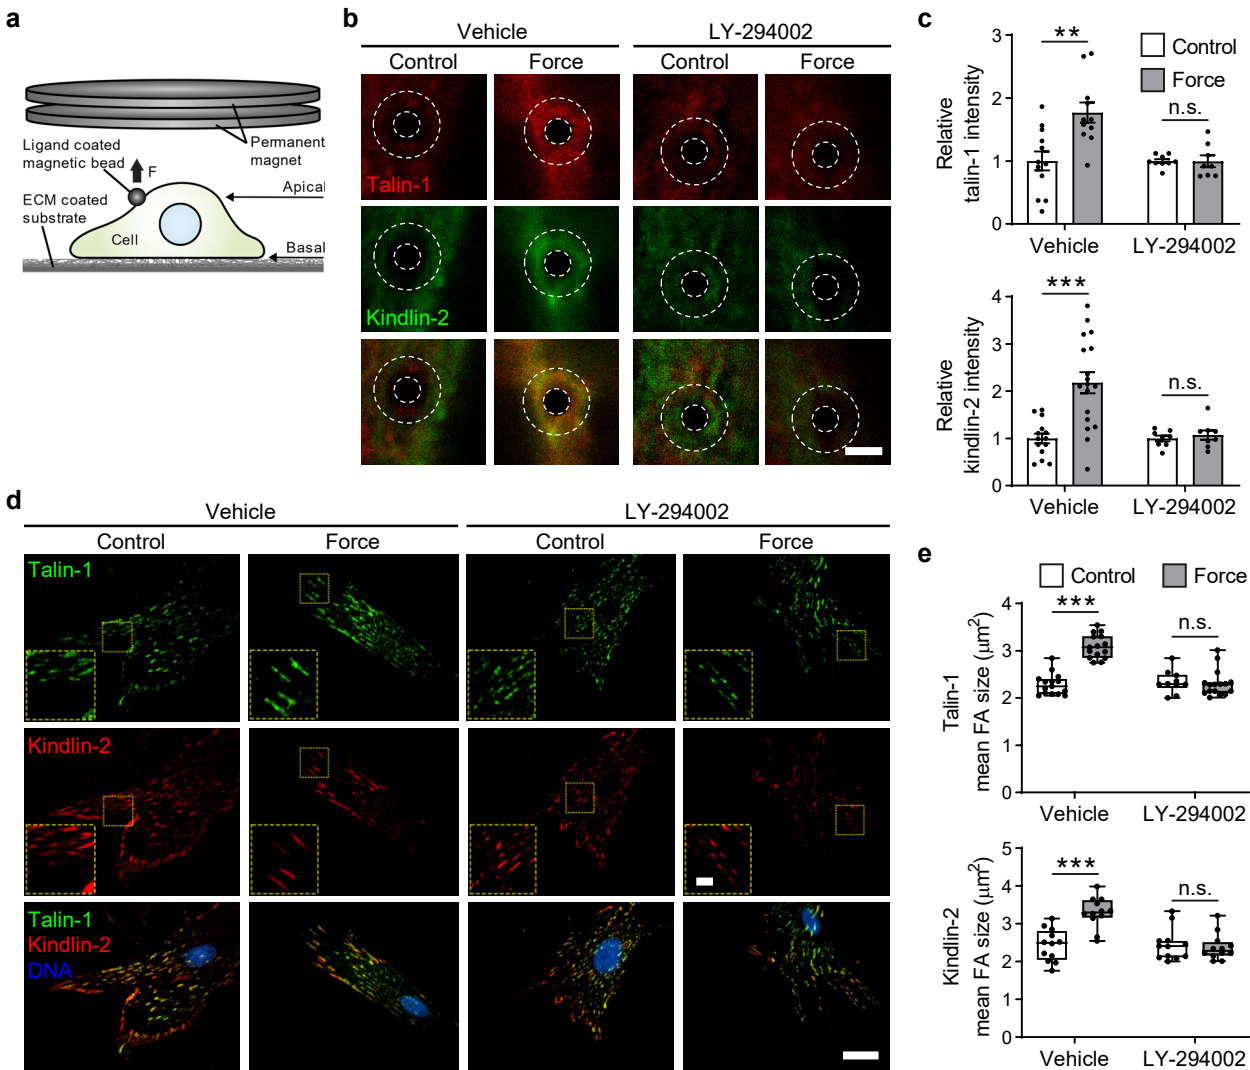 a
Ligand coated
magnetic bead
F
Permanent
magnet
ECM coated
substrate
Apical
Cell
Basal
b
Vehicle
LY-294002
Control
Force
Control
Force
Talin-1
Kindlin-2
c
Control
Force
Relative
talin-1 intensity
3
2
1
0
**
n.s.
Vehicle
LY-294002
Relative
kindlin-2 intensity
4
3
2
1
0
***
n.s.
Vehicle
LY-294002
d
Vehicle
LY-294002
Control
Force
Control
Force
Talin-1
Kindlin-2
Talin-1
Kindlin-2
DNA
e
Control
Force
Talin-1
mean FA size (μm²)
4
3
2
1
0
***
n.s.
Vehicle
LY-294002
Kindlin-2
mean FA size (μm²)
5
4
3
2
1
0
***
n.s.
Vehicle
LY-294002